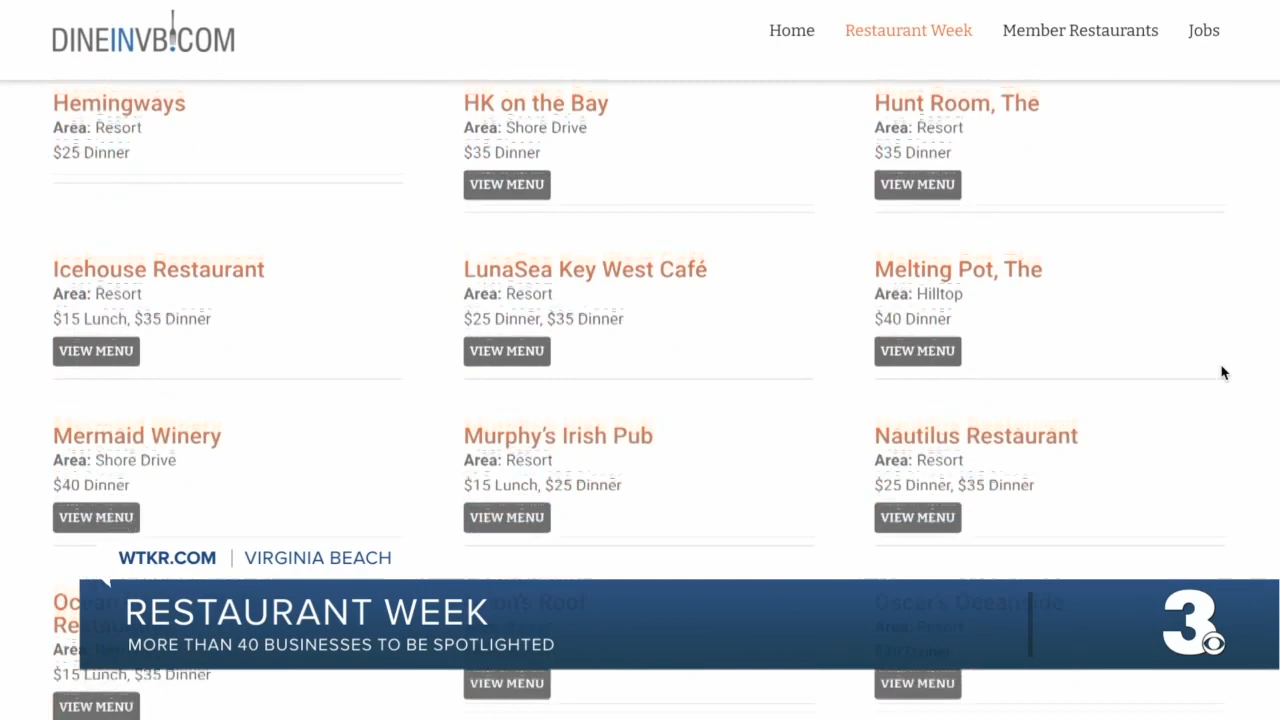 DINEINVB!COM
Home
Restaurant Week
Member Restaurants
Jobs
Hemingways
Area: Resort
$25 Dinner
HK on the Bay
Area: Shore Drive
$35 Dinner
VIEW MENU
Hunt Room, The
Area: Resort
$35 Dinner
VIEW MENU
Icehouse Restaurant
Area: Resort
$15 Lunch, $35 Dinner
VIEW MENU
LunaSea Key West Café
Area: Resort
$25 Dinner, $35 Dinner
VIEW MENU
Melting Pot, The
Area: Hilltop
$40 Dinner
VIEW MENU
Mermaid Winery
Area: Shore Drive
$40 Dinner
VIEW MENU
Murphy's Irish Pub
Area: Resort
$15 Lunch, $25 Dinner
VIEW MENU
Nautilus Restaurant
Area: Resort
$25 Dinner, $35 Dinner
VIEW MENU
$15 Lunch, $35 Dinner
VIEW MENU
Roof
VIEW MENU
Oscar's Oceanside
Area: Resort
VIEW MENU
WTKR.COM | VIRGINIA BEACH
RESTAURANT WEEK
MORE THAN 40 BUSINESSES TO BE SPOTLIGHTED
3